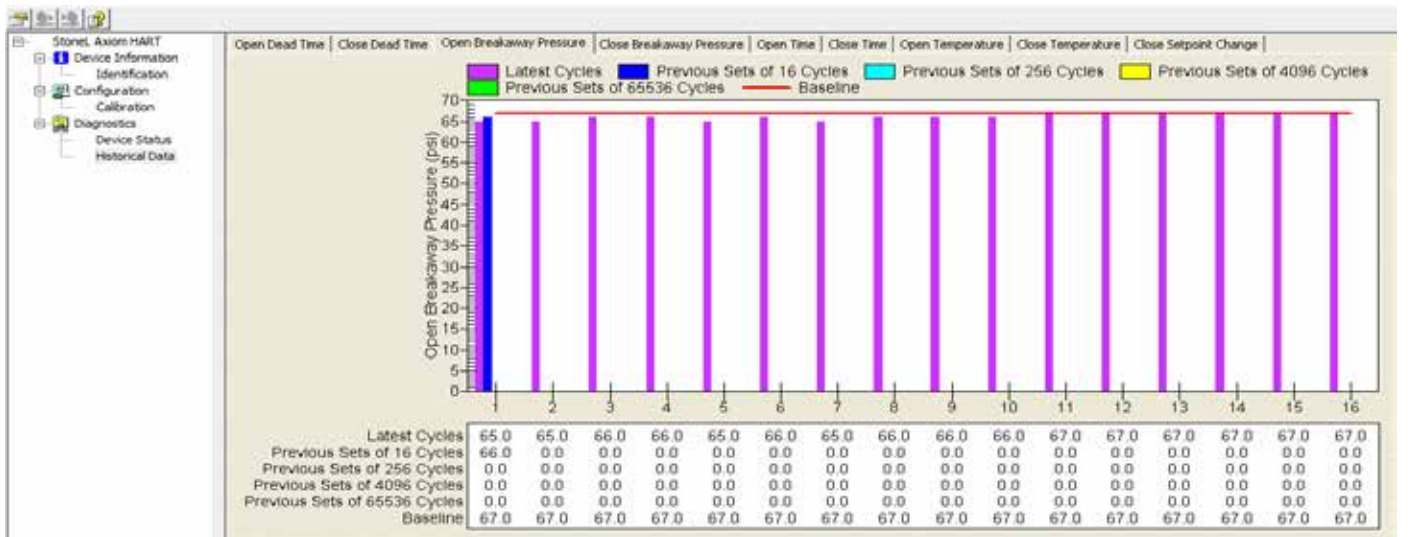 StoneL Axiom HART
Device Information
Identification
Configuration
Calibration
Diagnostics
Device Status
Historical Data
Open Dead Time | Close Dead Time Open Breakaway Pressure | Close Breakaway Pressure | Open Time | Close Time | Open Temperature | Close Temperature | Close Setpoint Change |
Latest Cycles Previous Sets of 16 Cycles Previous Sets of 256 Cycles Previous Sets of 4096 Cycles
Previous Sets of 65536 Cycles Baseline
Open Breakaway Pressure (psi)
70
65
60
55
50
45
40
35
30
25
20
15
10
5
0
1 2 3 4 5 6 7 8 9 10 11 12 13 14 15 16
Latest Cycles 65.0 65.0 66.0 66.0 65.0 66.0 65.0 66.0 66.0 66.0 67.0 67.0 67.0 67.0 67.0 67.0
Previous Sets of 16 Cycles 66.0 0.0 0.0 0.0 0.0 0.0 0.0 0.0 0.0 0.0 0.0 0.0 0.0 0.0 0.0 0.0
Previous Sets of 256 Cycles 0.0 0.0 0.0 0.0 0.0 0.0 0.0 0.0 0.0 0.0 0.0 0.0 0.0 0.0 0.0 0.0
Previous Sets of 4096 Cycles 0.0 0.0 0.0 0.0 0.0 0.0 0.0 0.0 0.0 0.0 0.0 0.0 0.0 0.0 0.0 0.0
Previous Sets of 65536 Cycles 0.0 0.0 0.0 0.0 0.0 0.0 0.0 0.0 0.0 0.0 0.0 0.0 0.0 0.0 0.0 0.0
Baseline 67.0 67.0 67.0 67.0 67.0 67.0 67.0 67.0 67.0 67.0 67.0 67.0 67.0 67.0 67.0 67.0